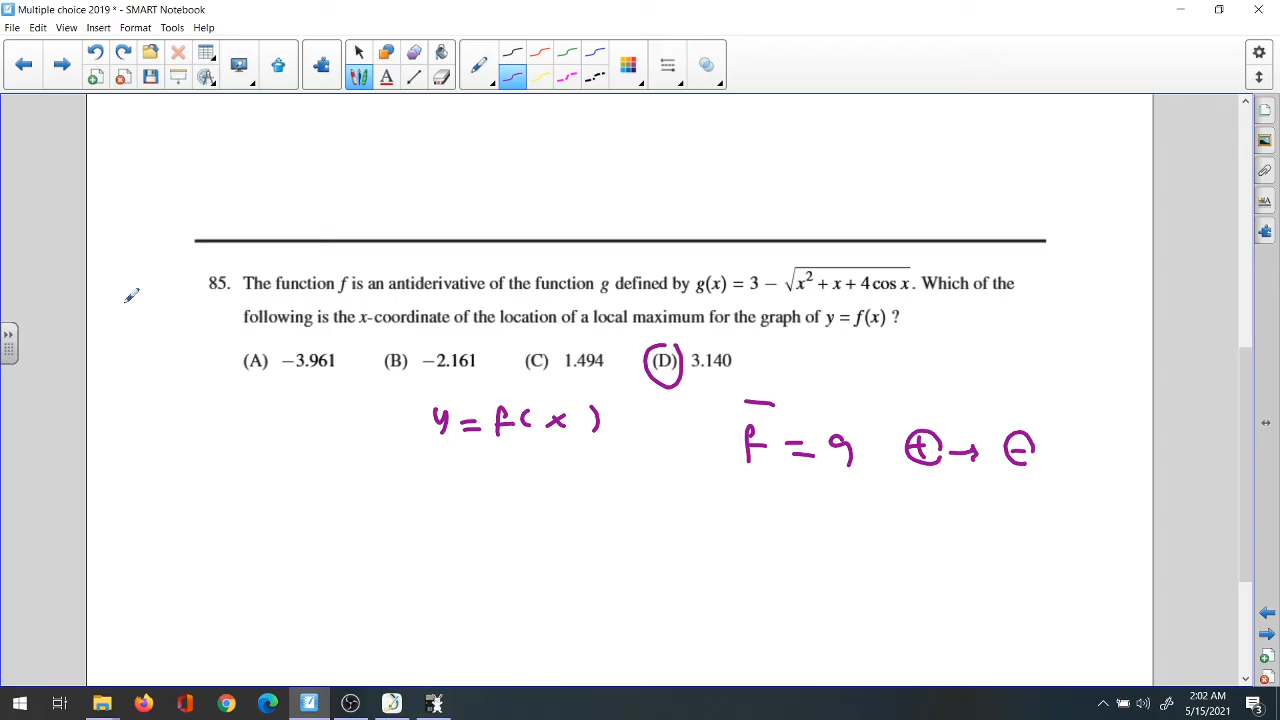 Multiple choice 2019 * - SMART Notebook
File Edit View Insert Format Tools Help
85. The function f is an antiderivative of the function g defined by g(x) = 3 − √(x² + x + 4 cos x). Which of the
following is the x-coordinate of the location of a local maximum for the graph of y = f(x) ?
(A) −3.961 (B) −2.161 (C) 1.494 (D) 3.140
y = f( x )
f = g ⊕ → ⊖
2:02 AM
5/15/2021
3